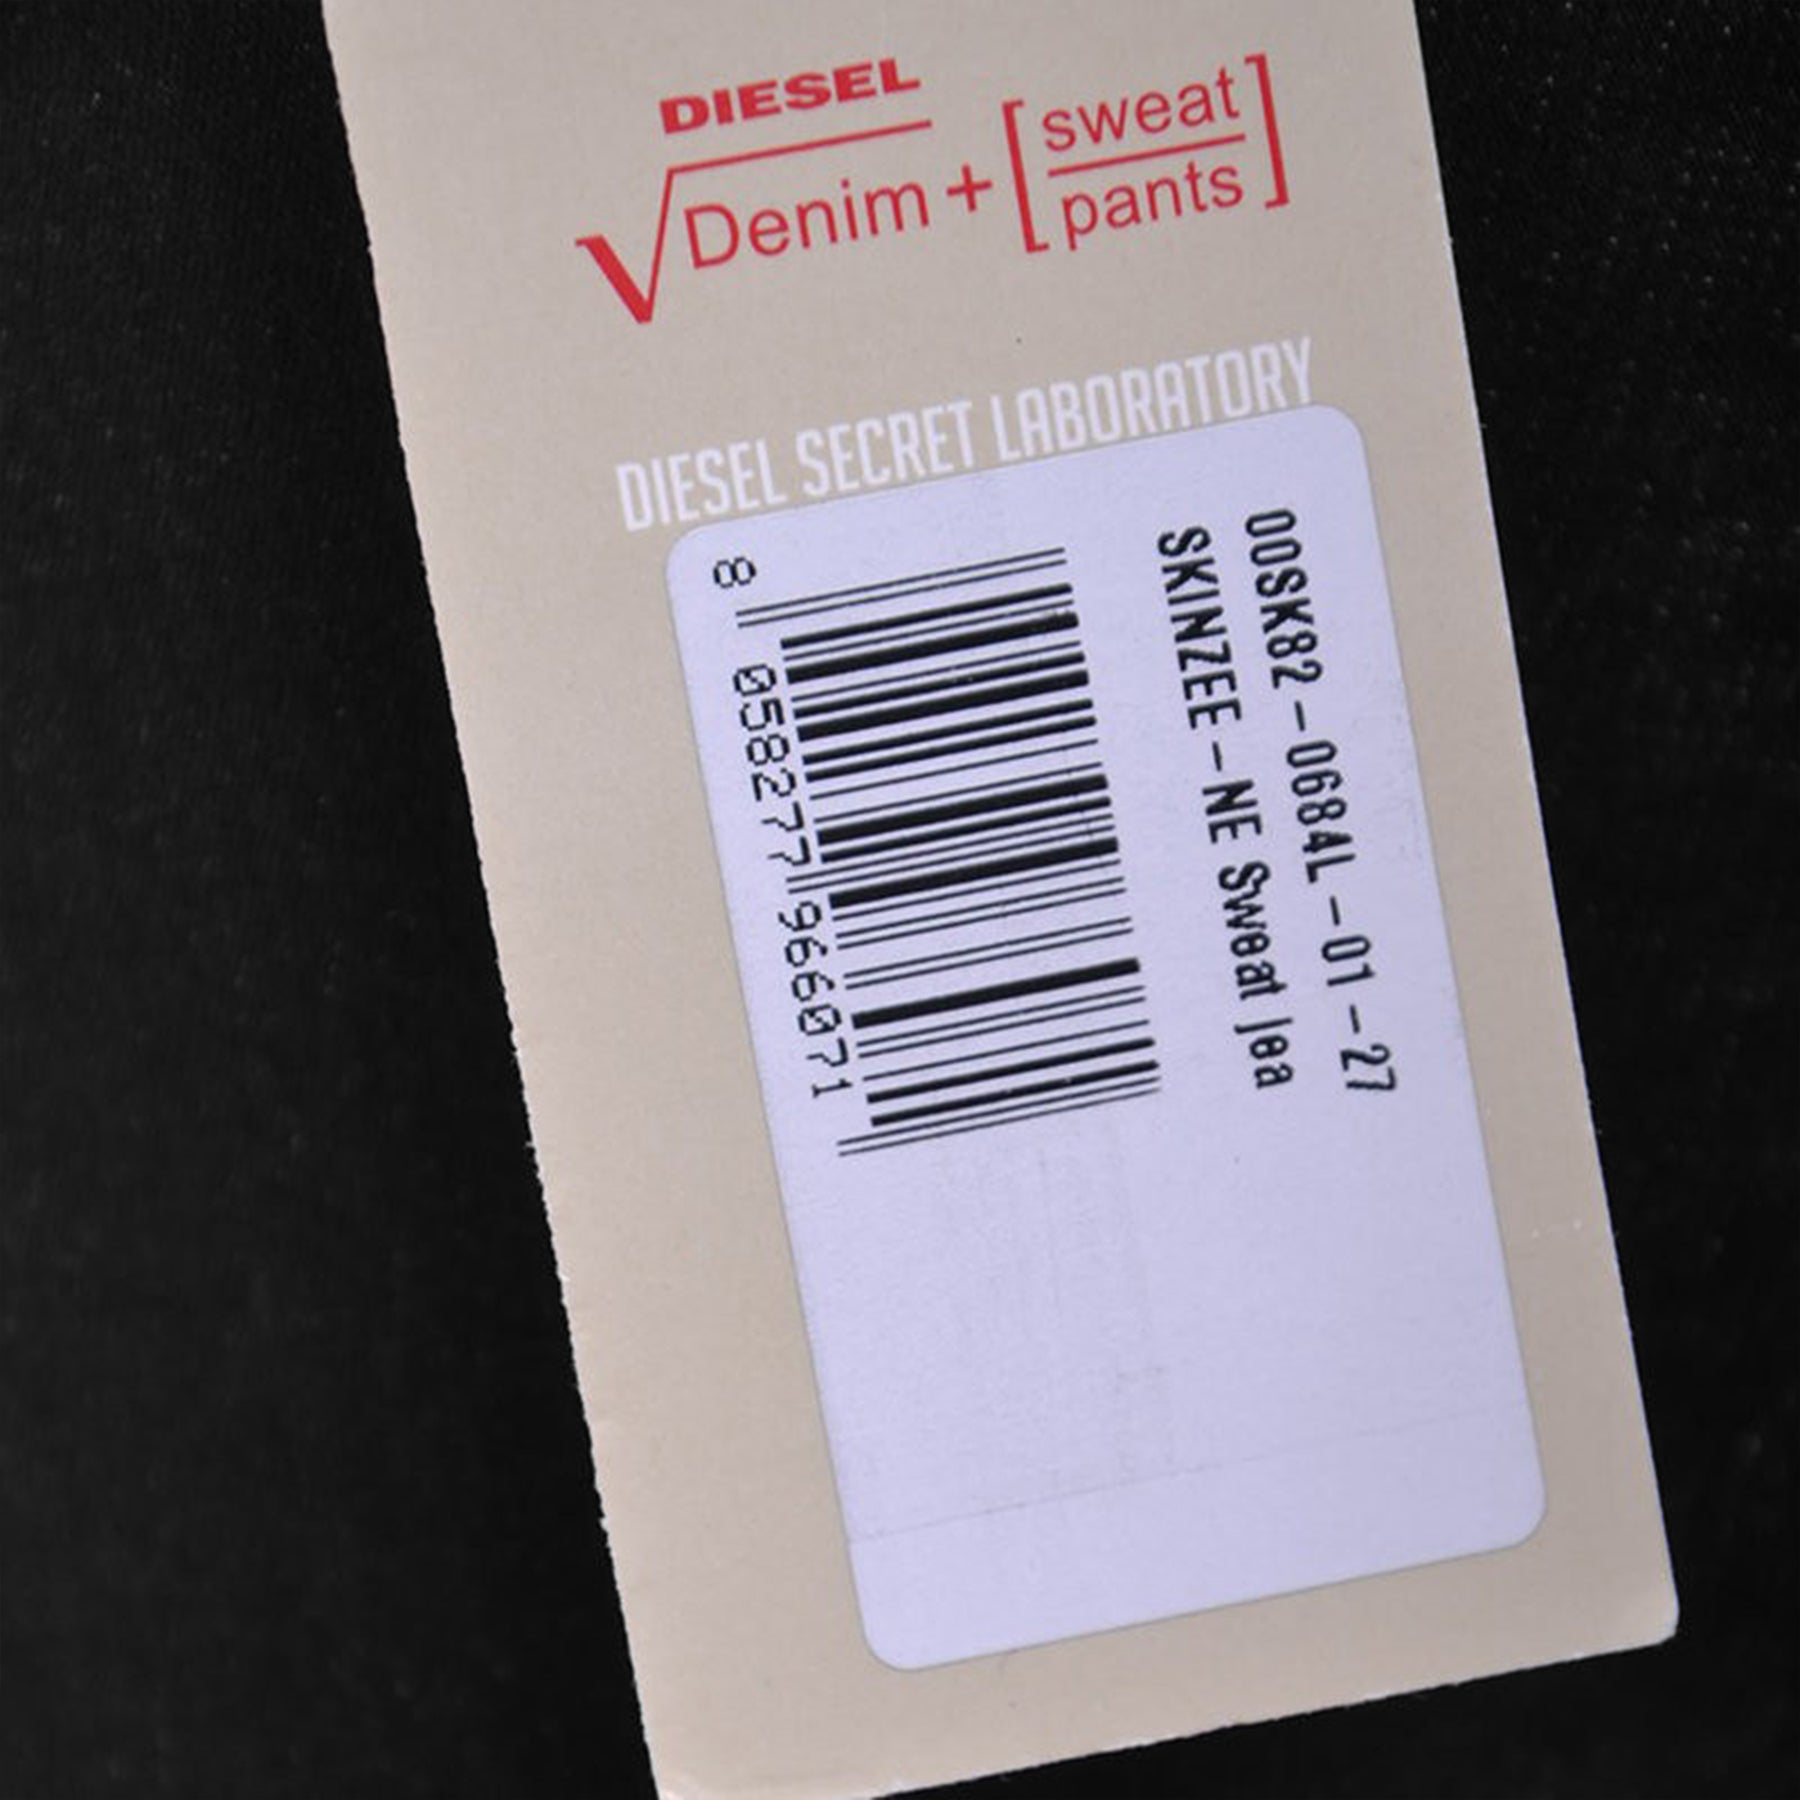 DIESEL
√Denim + [sweat
pants]
DIESEL SECRET LABORATORY
00SK82-0684L-01-27
SKINZEE-NE Sweat Jea
8 058277 966071